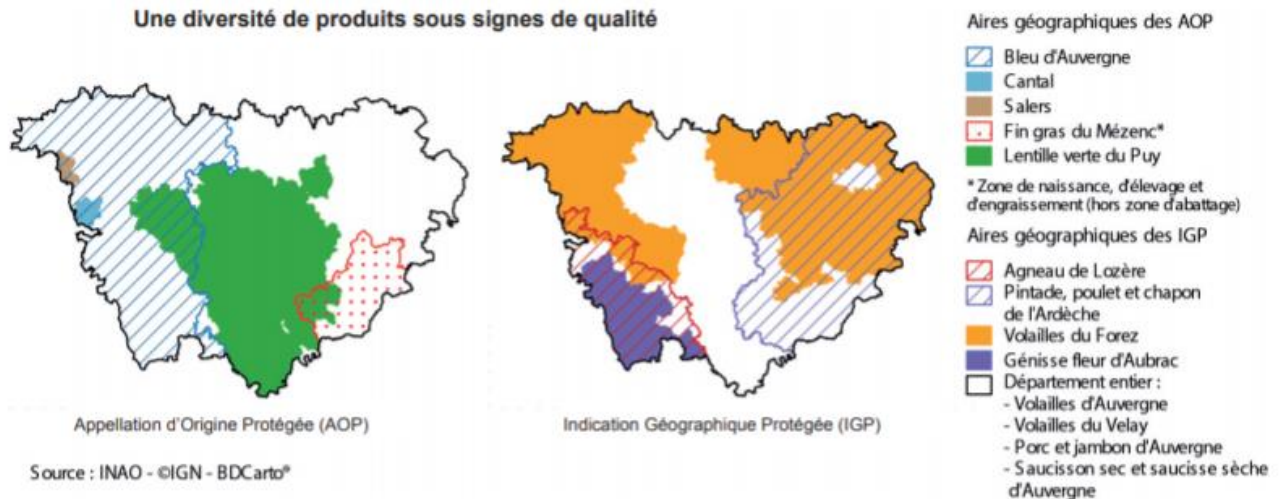 Une diversité de produits sous signes de qualité
Appellation d'Origine Protégée (AOP)
Indication Géographique Protégée (IGP)
Source : INAO - ©IGN - BDCarto®
Aires géographiques des AOP
Bleu d'Auvergne
Cantal
Salers
Fin gras du Mézenc*
Lentille verte du Puy
* Zone de naissance, d'élevage et
d'engraissement (hors zone d'abattage)
Aires géographiques des IGP
Agneau de Lozère
Pintade, poulet et chapon
de l'Ardèche
Volailles du Forez
Génisse fleur d'Aubrac
Département entier :
- Volailles d'Auvergne
- Volailles du Velay
- Porc et jambon d'Auvergne
- Saucisson sec et saucisse sèche
d'Auvergne